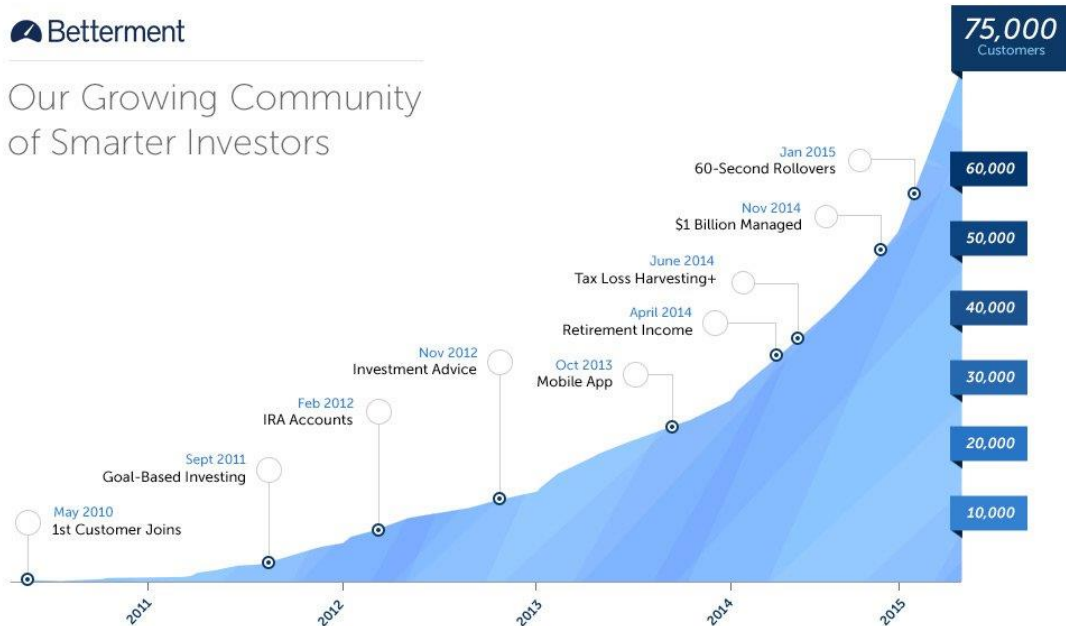 Betterment
Our Growing Community
of Smarter Investors
75,000
Customers
Jan 2015
60-Second Rollovers
60,000
Nov 2014
$1 Billion Managed
50,000
June 2014
Tax Loss Harvesting+
40,000
April 2014
Retirement Income
Nov 2012
Investment Advice
Oct 2013
Mobile App
30,000
Feb 2012
IRA Accounts
20,000
Sept 2011
Goal-Based Investing
10,000
May 2010
1st Customer Joins
2011
2012
2013
2014
2015